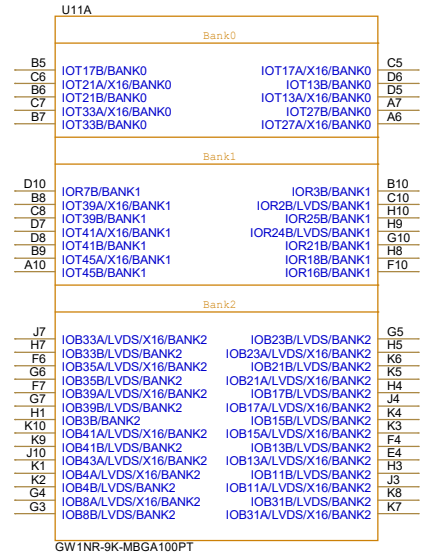 U11A
Bank0
B5 IOT17B/BANK0 IOT17A/X16/BANK0 C5
C6 IOT21A/X16/BANK0 IOT13B/BANK0 D6
B6 IOT21B/BANK0 IOT13A/X16/BANK0 D5
C7 IOT33A/X16/BANK0 IOT27B/BANK0 A7
B7 IOT33B/BANK0 IOT27A/X16/BANK0 A6
Bank1
D10 IOR7B/BANK1 IOR3B/BANK1 B10
B8 IOT39A/X16/BANK1 IOR2B/LVDS/BANK1 C10
C8 IOT39B/BANK1 IOR25B/BANK1 H10
D7 IOT41A/X16/BANK1 IOR24B/LVDS/BANK1 H9
D8 IOT41B/BANK1 IOR21B/BANK1 G10
B9 IOT45A/X16/BANK1 IOR18B/BANK1 H8
A10 IOT45B/BANK1 IOR16B/BANK1 F10
Bank2
J7 IOB33A/LVDS/X16/BANK2 IOB23B/LVDS/BANK2 G5
H7 IOB33B/LVDS/BANK2 IOB23A/LVDS/X16/BANK2 H5
F6 IOB35A/LVDS/X16/BANK2 IOB21B/LVDS/BANK2 K6
G6 IOB35B/LVDS/BANK2 IOB21A/LVDS/X16/BANK2 K5
F7 IOB39A/LVDS/X16/BANK2 IOB17B/LVDS/BANK2 H4
G7 IOB39B/LVDS/BANK2 IOB17A/LVDS/X16/BANK2 J4
H1 IOB3B/BANK2 IOB15B/LVDS/BANK2 K4
K10 IOB41A/LVDS/X16/BANK2 IOB15A/LVDS/X16/BANK2 K3
K9 IOB41B/LVDS/BANK2 IOB13B/LVDS/BANK2 F4
J10 IOB43A/LVDS/X16/BANK2 IOB13A/LVDS/X16/BANK2 E4
K1 IOB4A/LVDS/X16/BANK2 IOB11B/LVDS/BANK2 H3
K2 IOB4B/LVDS/BANK2 IOB11A/LVDS/X16/BANK2 J3
G4 IOB8A/LVDS/X16/BANK2 IOB31B/LVDS/BANK2 K8
G3 IOB8B/LVDS/BANK2 IOB31A/LVDS/X16/BANK2 K7
GW1NR-9K-MBGA100PT